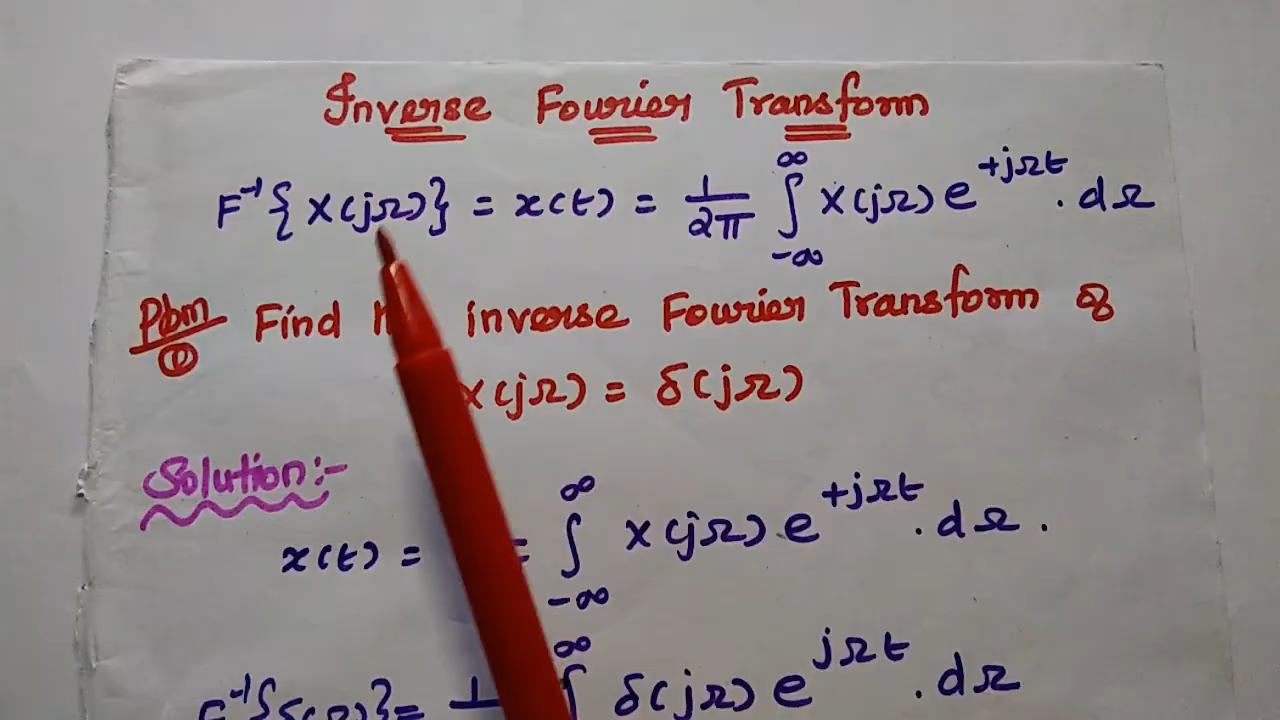 Inverse Fourier Transform
F⁻¹{X(jΩ)} = x(t) = 1/2π ∫_{-∞}^{∞} X(jΩ) e^{+jΩt} . dΩ
Pbm ① Find inverse Fourier Transform of
X(jΩ) = δ(jΩ)
Solution:-
x(t) = ∫_{-∞}^{∞} X(jΩ) e^{+jΩt} . dΩ .
∫^{∞} δ(jΩ) e^{jΩt} . dΩ